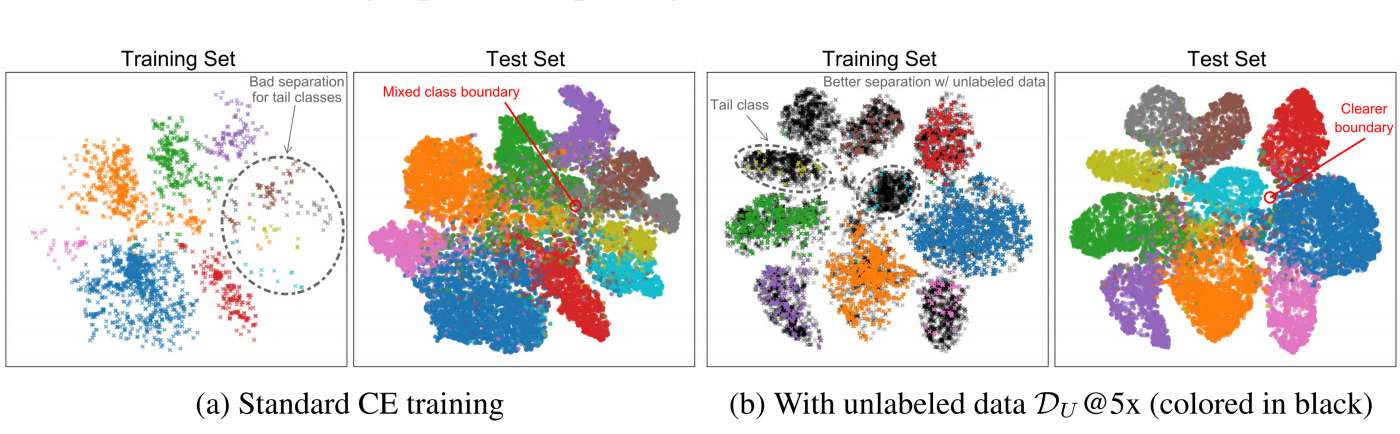 Training Set
Bad separation
for tail classes
Test Set
Mixed class boundary
(a) Standard CE training
Training Set
Better separation w/ unlabeled data
Tail class
Test Set
Clearer
boundary
(b) With unlabeled data 𝒟_U@5x (colored in black)